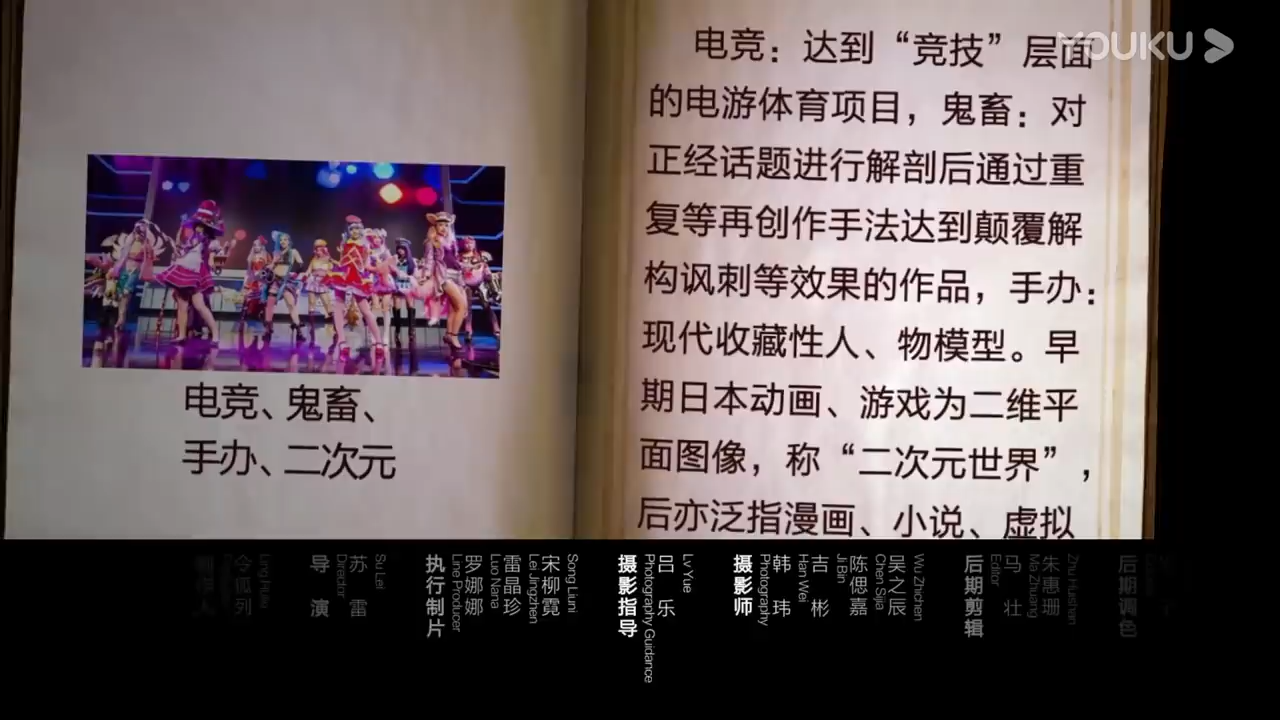 YOUKU
电竞：达到“竞技”层面
的电游体育项目，鬼畜：对
正经话题进行解剖后通过重
复等再创作手法达到颠覆解
构讽刺等效果的作品，手办：
现代收藏性人、物模型。早
期日本动画、游戏为二维平
面图像，称“二次元世界”，
后亦泛指漫画、小说、虚拟
电竞、鬼畜、
手办、二次元
令狐列
导演
Director
苏雷
Su Lei
执行制片
Line Producer
罗娜娜
Luo Nana
雷晶珍
Lei Jingzhen
宋柳霓
Song Liuni
摄影指导
Photography Guidance
吕乐
Lv Yue
摄影师
Photography
韩玮
Han Wei
吉彬
Ji Bin
陈偲嘉
Chen Sijia
吴之辰
Wu Zhichen
后期剪辑
Editor
马壮
Ma Zhuang
朱惠珊
Zhu Huishan
后期调色